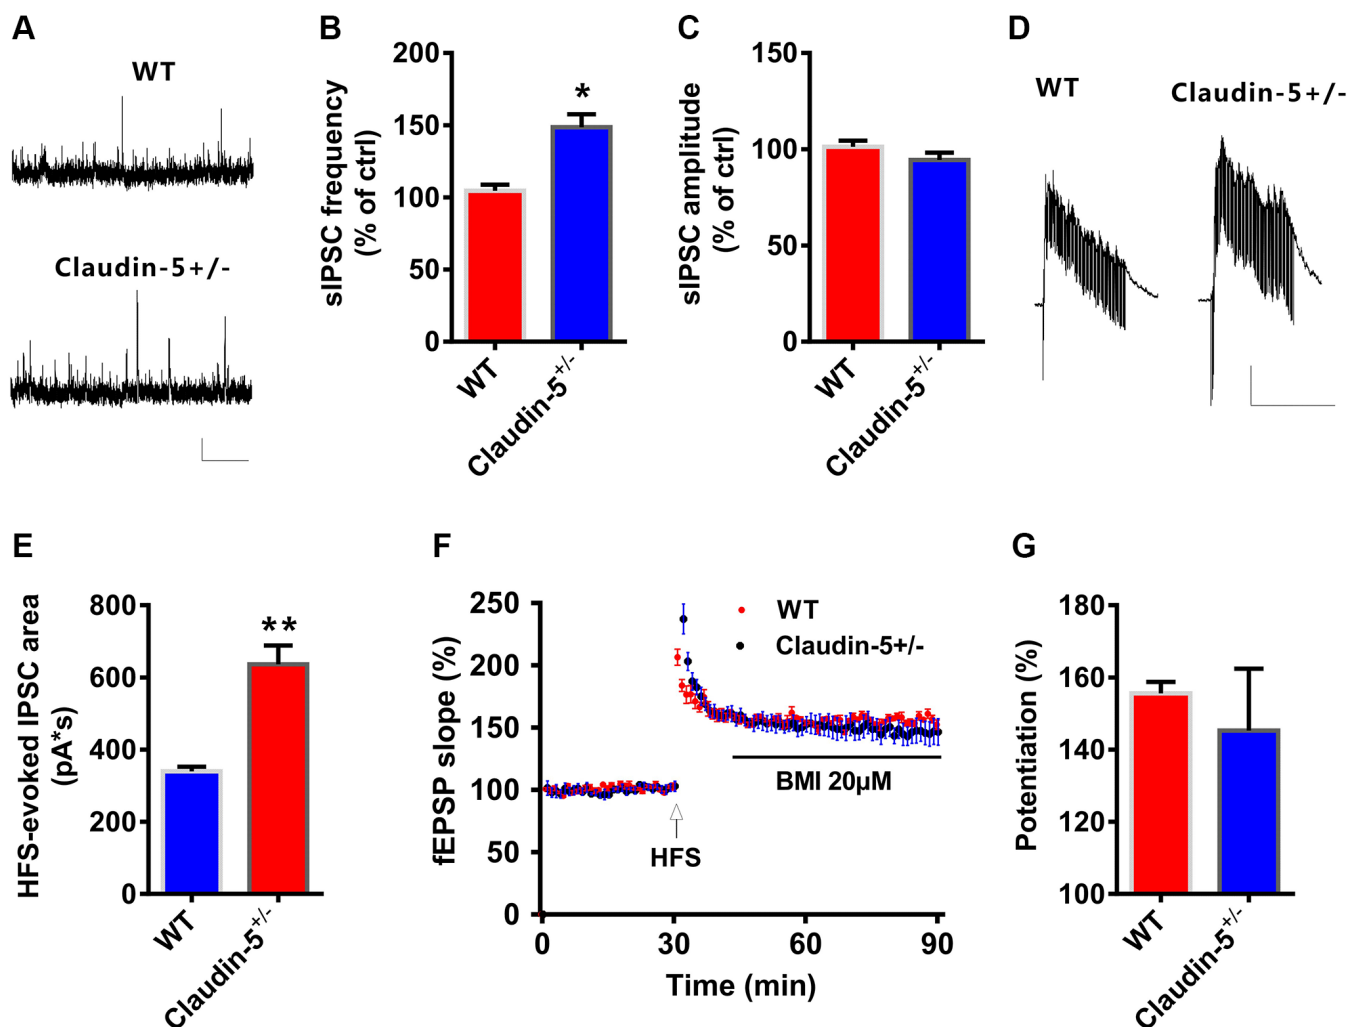 A
WT
Claudin-5+/-
B
sIPSC frequency
(% of ctrl)
200
150
100
50
0
*
WT
Claudin-5+/-
C
sIPSC amplitude
(% of ctrl)
150
100
50
0
WT
Claudin-5+/-
D
WT
Claudin-5+/-
E
HFS-evoked IPSC area
(pA*s)
800
600
400
200
0
**
WT
Claudin-5+/-
F
fEPSP slope (%)
250
200
150
100
50
0
WT
Claudin-5+/-
BMI 20μM
HFS
0 30 60 90
Time (min)
G
Potentiation (%)
180
160
140
120
100
WT
Claudin-5+/-